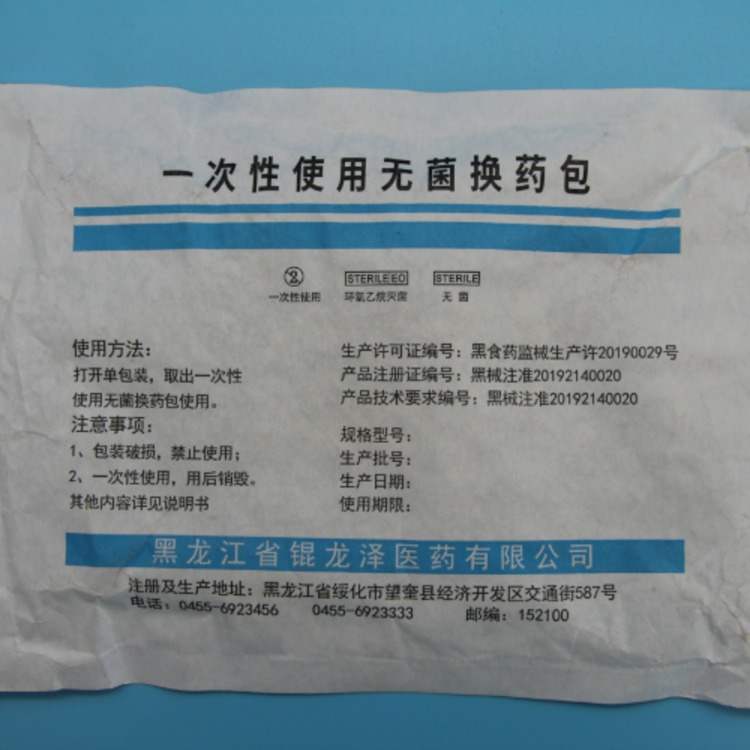 一次性使用无菌换药包
2
STERILE EO
STERILE
一次性使用
环氧乙烷灭菌
无菌
使用方法：
打开单包装，取出一次性
使用无菌换药包使用。
注意事项：
1、包装破损，禁止使用；
2、一次性使用，用后销毁。
其他内容详见说明书
生产许可证编号：黑食药监械生产许20190029号
产品注册证编号：黑械注准20192140020
产品技术要求编号：黑械注准20192140020
规格型号：
生产批号：
生产日期：
使用期限：
黑龙江省锟龙泽医药有限公司
注册及生产地址：黑龙江省绥化市望奎县经济开发区交通街587号
电话：0455-6923456 0455-6923333 邮编：152100